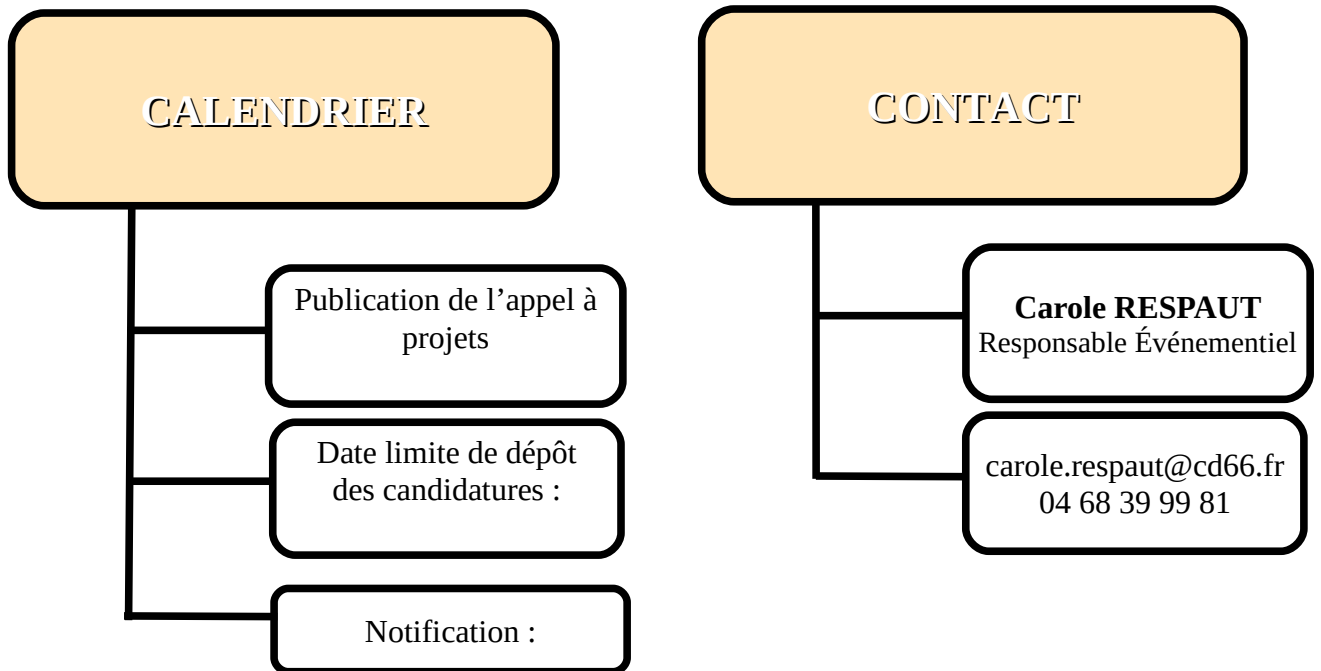 CALENDRIER
Publication de l’appel à
projets
Date limite de dépôt
des candidatures :
Notification :
CONTACT
Carole RESPAUT
Responsable Événementiel
carole.respaut@cd66.fr
04 68 39 99 81